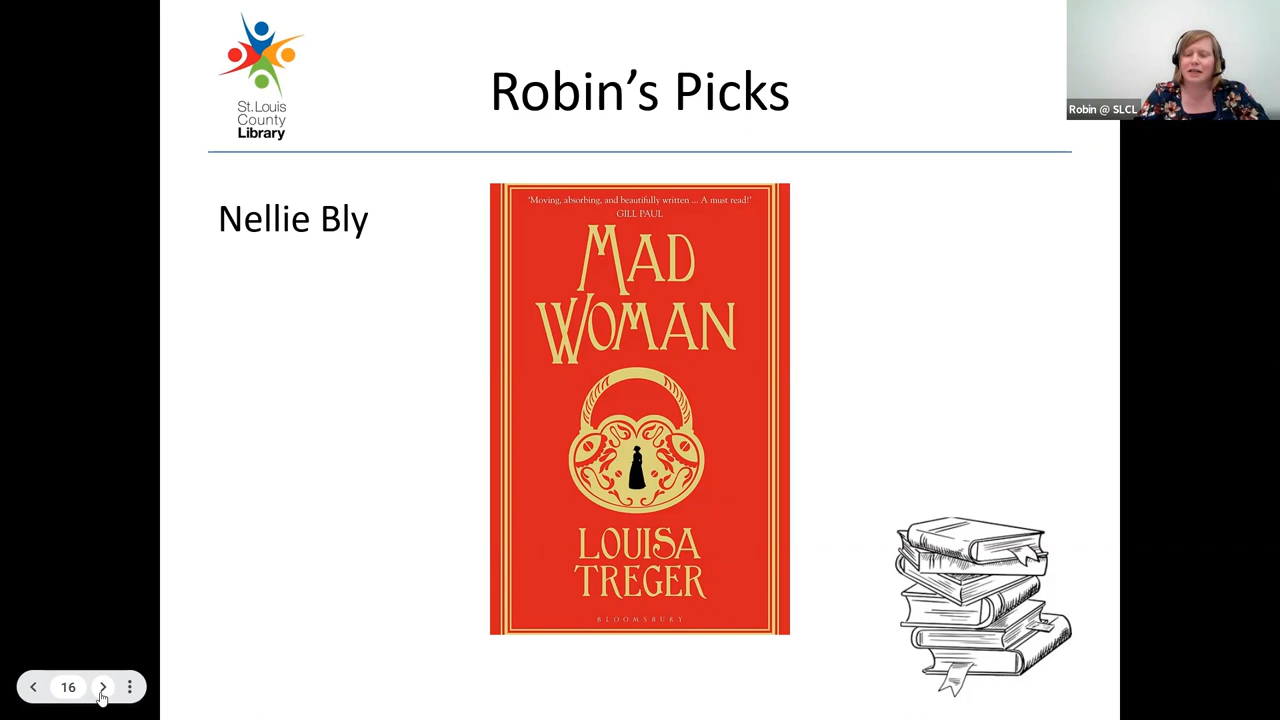 St.Louis
County
Library
Robin's Picks
Robin @ SLCL
Nellie Bly
'Moving, absorbing, and beautifully written ... A must read!'
GILL PAUL
MAD
WOMAN
LOUISA
TREGER
BLOOMSBURY
16